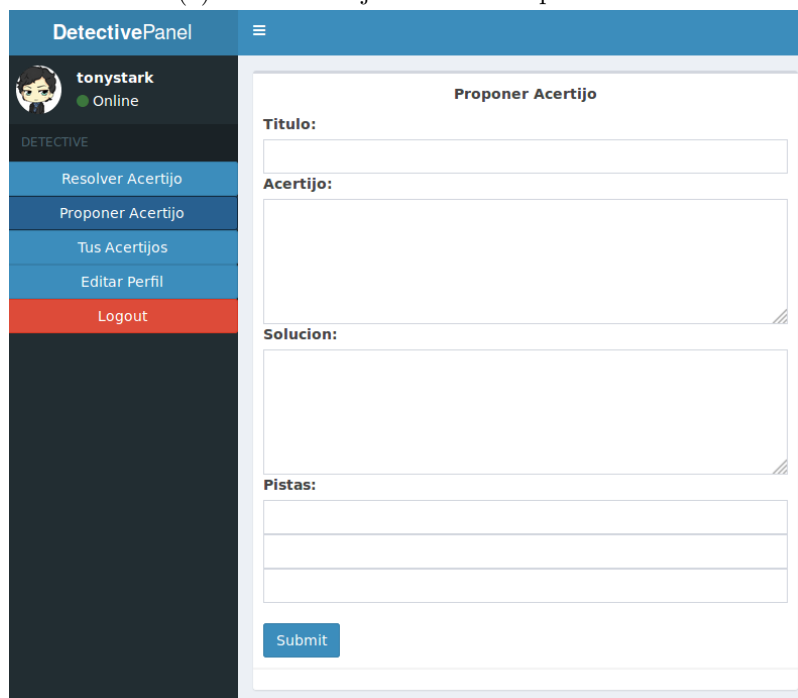 DetectivePanel
tonystark
Online
DETECTIVE
Resolver Acertijo
Proponer Acertijo
Tus Acertijos
Editar Perfil
Logout
Proponer Acertijo
Titulo:
Acertijo:
Solucion:
Pistas:
Submit